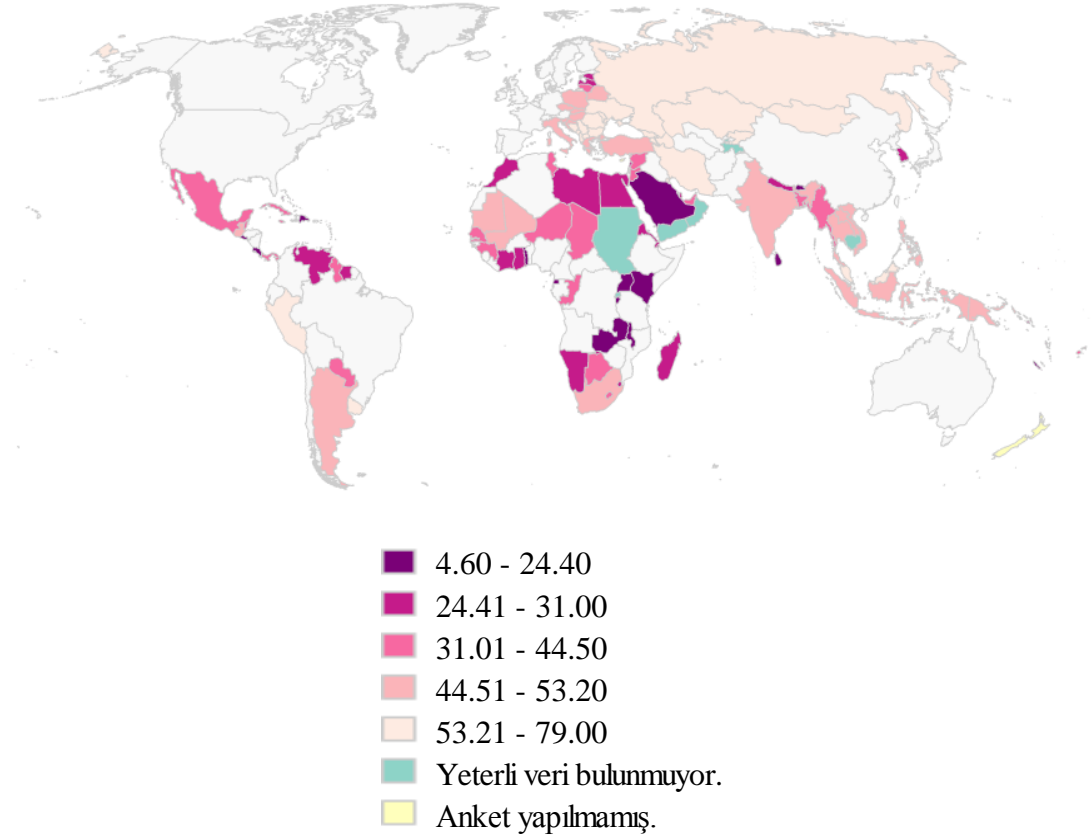 4.60 - 24.40
24.41 - 31.00
31.01 - 44.50
44.51 - 53.20
53.21 - 79.00
Yeterli veri bulunmuyor.
Anket yapılmamış.